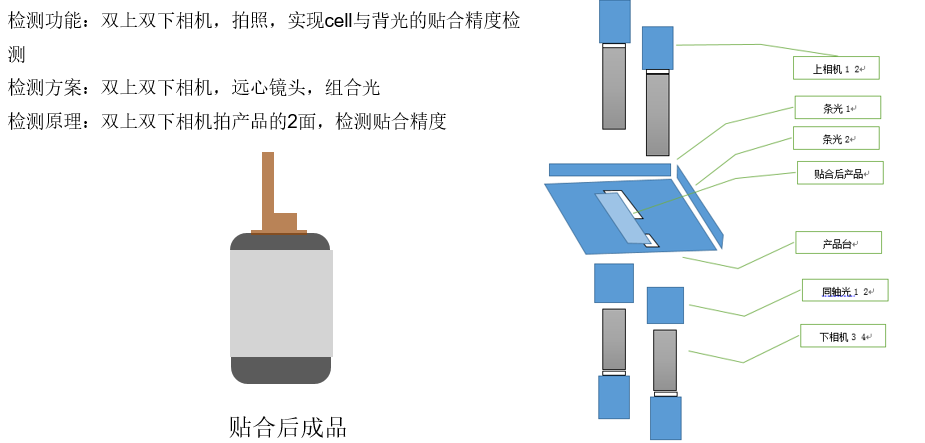 检测功能：双上双下相机，拍照，实现cell与背光的贴合精度检
测
检测方案：双上双下相机，远心镜头，组合光
检测原理：双上双下相机拍产品的2面，检测贴合精度
贴合后成品
上相机 1 2↵
条光 1↵
条光 2↵
贴合后产品↵
产品台↵
同轴光 1 2↵
下相机 3 4↵